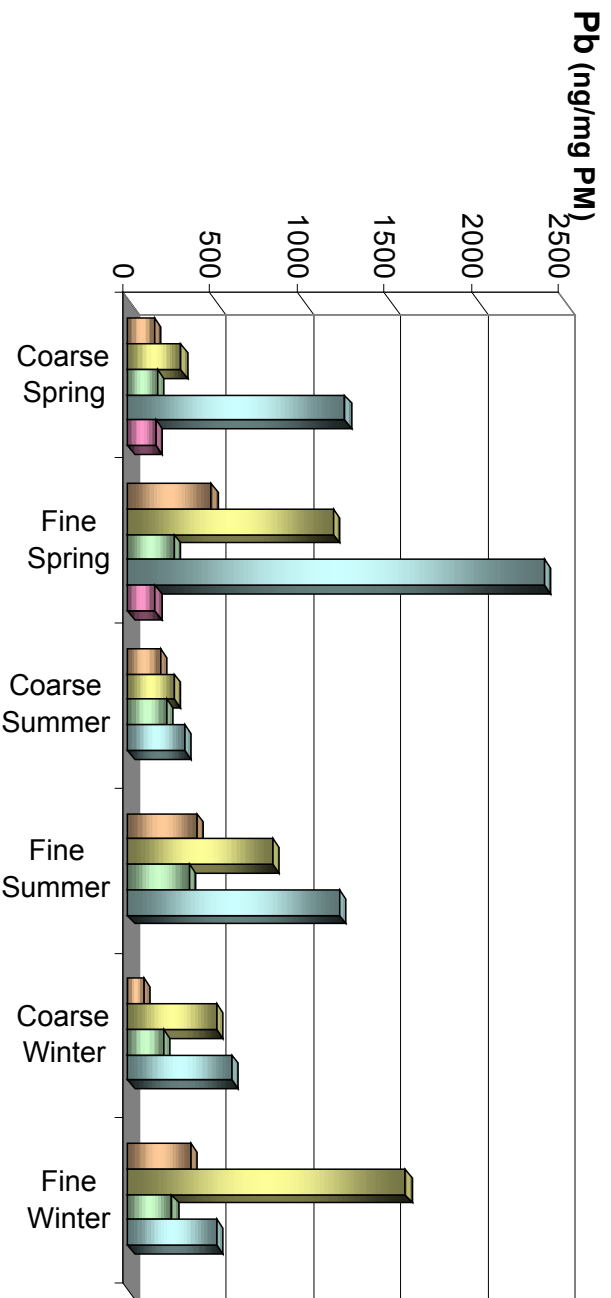 Pb (ng/mg PM)
2500
2000
1500
1000
500
0
Coarse
Spring
Fine
Spring
Coarse
Summer
Fine
Summer
Coarse
Winter
Fine
Winter